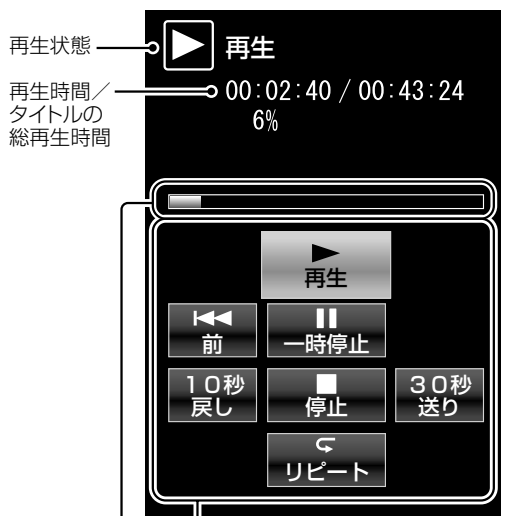 再生状態
再生
再生時間／
タイトルの
総再生時間
00:02:40 / 00:43:24
6%
再生
前
一時停止
10秒
戻し
停止
30秒
送り
リピート